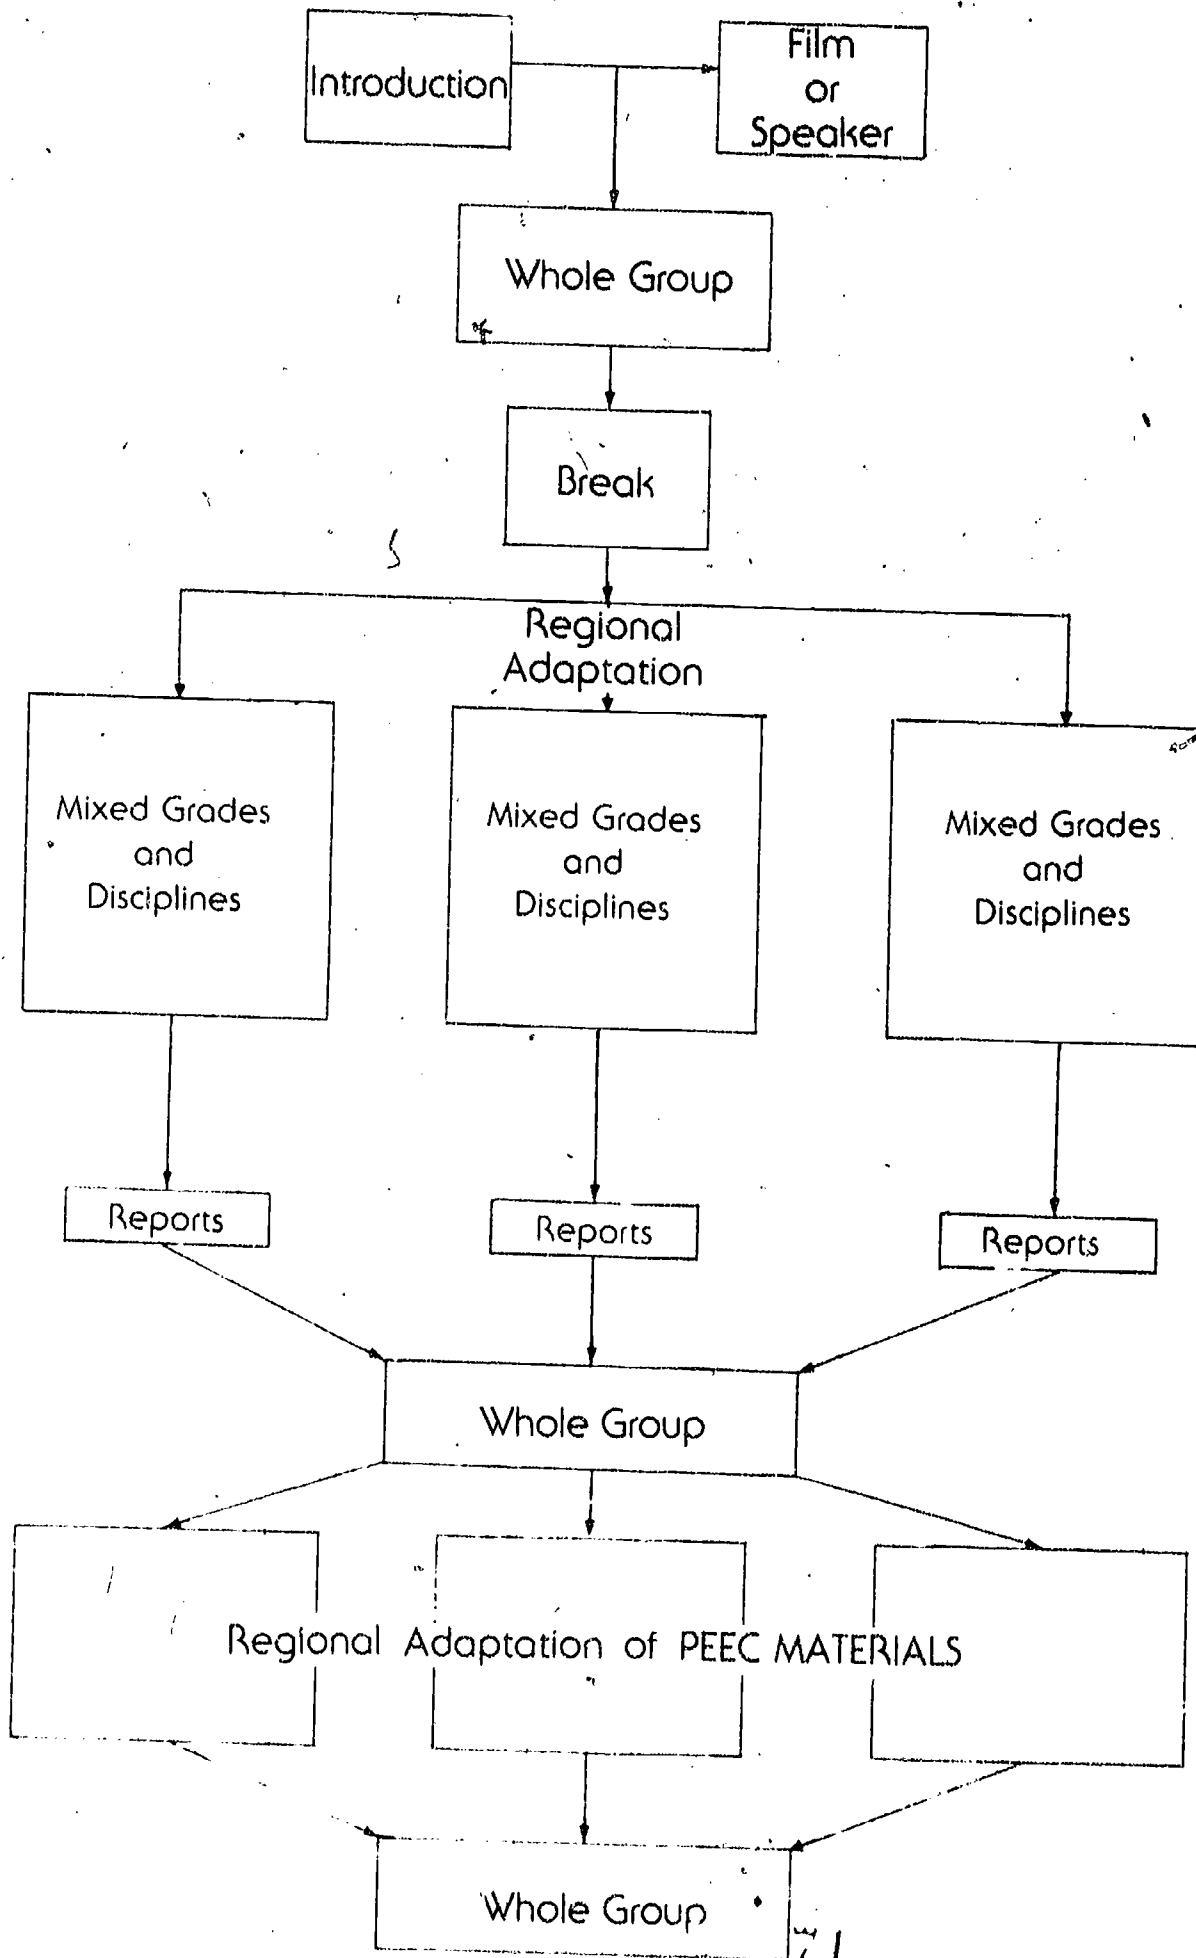 Introduction
Film
or
Speaker
Whole Group
Break
Regional
Adaptation
Mixed Grades
and
Disciplines
Mixed Grades
and
Disciplines
Mixed Grades
and
Disciplines
Reports
Reports
Reports
Whole Group
Regional Adaptation of PEEC MATERIALS
Whole Group